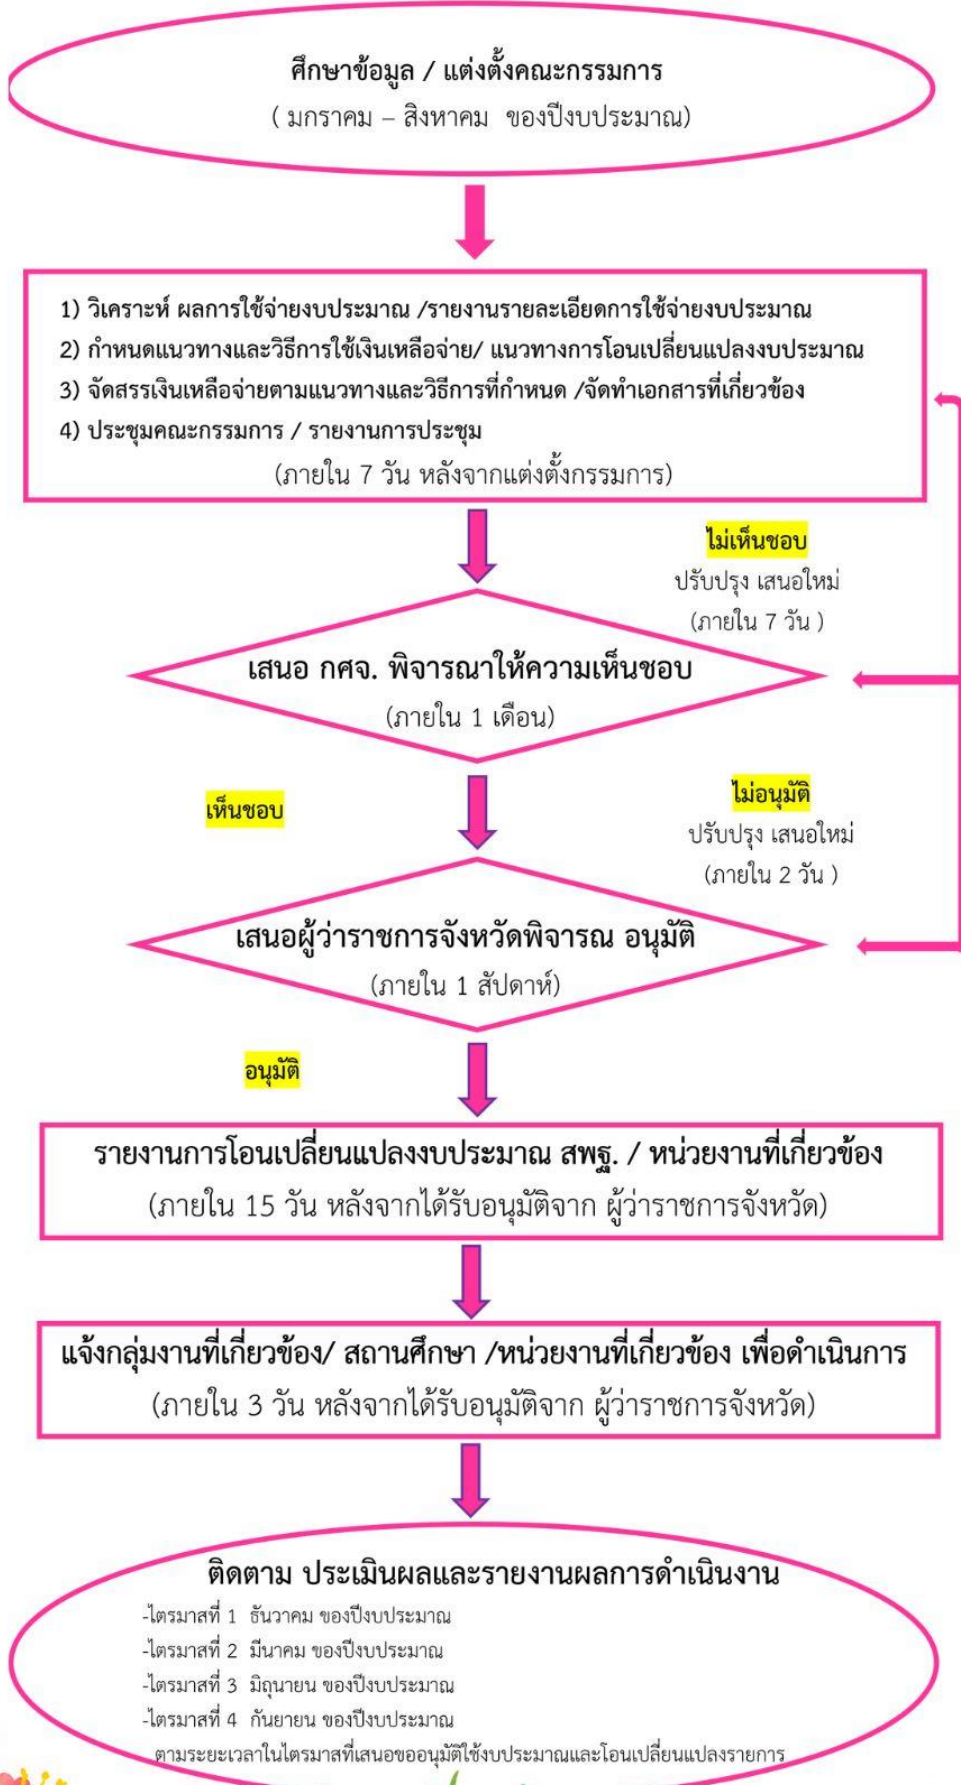 ศึกษาข้อมูล / แต่งตั้งคณะกรรมการ
( มกราคม – สิงหาคม ของปีงบประมาณ)
1) วิเคราะห์ ผลการใช้จ่ายงบประมาณ /รายงานรายละเอียดการใช้จ่ายงบประมาณ
2) กำหนดแนวทางและวิธีการใช้เงินเหลือจ่าย/ แนวทางการโอนเปลี่ยนแปลงงบประมาณ
3) จัดสรรเงินเหลือจ่ายตามแนวทางและวิธีการที่กำหนด /จัดทำเอกสารที่เกี่ยวข้อง
4) ประชุมคณะกรรมการ / รายงานการประชุม
(ภายใน 7 วัน หลังจากแต่งตั้งกรรมการ)
ไม่เห็นชอบ
ปรับปรุง เสนอใหม่
(ภายใน 7 วัน )
เสนอ กศจ. พิจารณาให้ความเห็นชอบ
(ภายใน 1 เดือน)
เห็นชอบ
ไม่อนุมัติ
ปรับปรุง เสนอใหม่
(ภายใน 2 วัน )
เสนอผู้ว่าราชการจังหวัดพิจารณ อนุมัติ
(ภายใน 1 สัปดาห์)
อนุมัติ
รายงานการโอนเปลี่ยนแปลงงบประมาณ สพฐ. / หน่วยงานที่เกี่ยวข้อง
(ภายใน 15 วัน หลังจากได้รับอนุมัติจาก ผู้ว่าราชการจังหวัด)
แจ้งกลุ่มงานที่เกี่ยวข้อง/ สถานศึกษา /หน่วยงานที่เกี่ยวข้อง เพื่อดำเนินการ
(ภายใน 3 วัน หลังจากได้รับอนุมัติจาก ผู้ว่าราชการจังหวัด)
ติดตาม ประเมินผลและรายงานผลการดำเนินงาน
-ไตรมาสที่ 1 ธันวาคม ของปีงบประมาณ
-ไตรมาสที่ 2 มีนาคม ของปีงบประมาณ
-ไตรมาสที่ 3 มิถุนายน ของปีงบประมาณ
-ไตรมาสที่ 4 กันยายน ของปีงบประมาณ
ตามระยะเวลาในไตรมาสที่เสนอขออนุมัติใช้งบประมาณและโอนเปลี่ยนแปลงรายการ